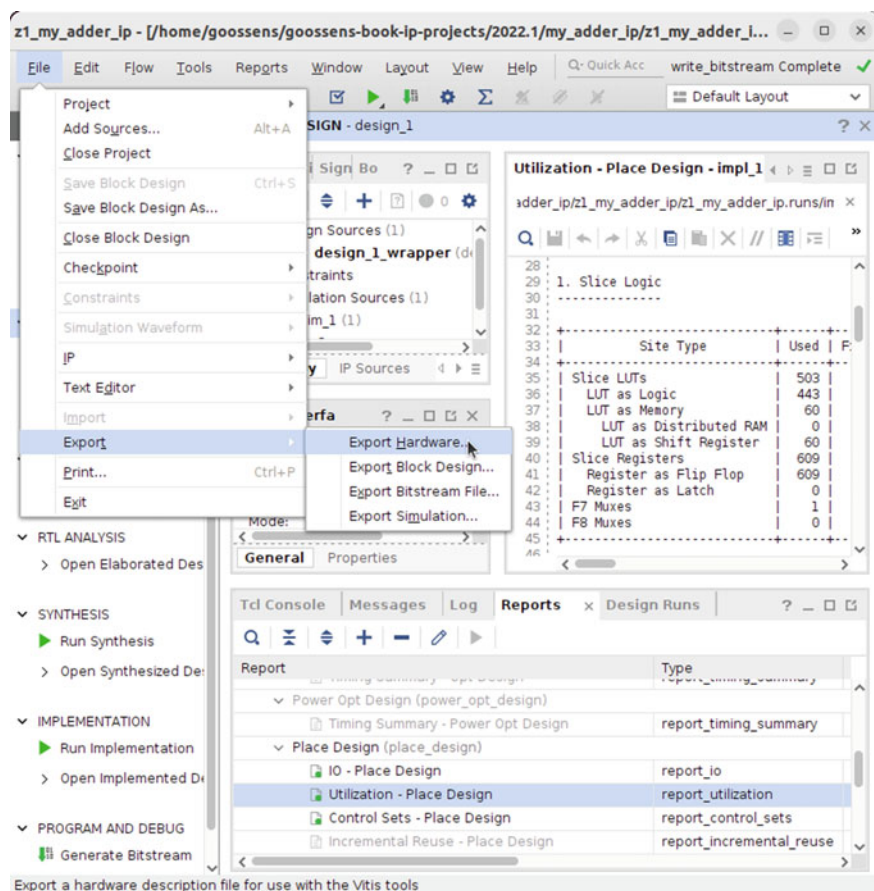 z1_my_adder_ip - [/home/goossens/goossens-book-ip-projects/2022.1/my_adder_ip/z1_my_adder_i...
File Edit Flow Tools Reports Window Layout View Help Quick Acc write_bitstream Complete
Default Layout
Project
Add Sources... Alt+A
Close Project
Save Block Design Ctrl+S
Save Block Design As...
Close Block Design
Checkpoint
Constraints
Simulation Waveform
IP
Text Editor
Import
Export
Print... Ctrl+P
Exit
Export Hardware...
Export Block Design...
Export Bitstream File...
Export Simulation...
SIGN - design_1
Sign Bo
0
gn Sources (1)
design_1_wrapper (de
traints
lation Sources (1)
im_1 (1)
y IP Sources
erfa
Mode:
General Properties
Utilization - Place Design - impl_1
adder_ip/z1_my_adder_ip/z1_my_adder_ip.runs/im
28
29 1. Slice Logic
30 --------------
31
32 +----------------------------+------+--
33 | Site Type | Used | F:
34 +----------------------------+------+--
35 | Slice LUTs | 503 |
36 | LUT as Logic | 443 |
37 | LUT as Memory | 60 |
38 | LUT as Distributed RAM | 0 |
39 | LUT as Shift Register | 60 |
40 | Slice Registers | 609 |
41 | Register as Flip Flop | 609 |
42 | Register as Latch | 0 |
43 | F7 Muxes | 1 |
44 | F8 Muxes | 0 |
45 +----------------------------+------+--
46
RTL ANALYSIS
Open Elaborated Des
SYNTHESIS
Run Synthesis
Open Synthesized De
IMPLEMENTATION
Run Implementation
Open Implemented De
PROGRAM AND DEBUG
Generate Bitstream
Tcl Console Messages Log Reports Design Runs
Report Type
Timing Summary - Opt Design report_timing_summary
Power Opt Design (power_opt_design)
Timing Summary - Power Opt Design report_timing_summary
Place Design (place_design)
IO - Place Design report_io
Utilization - Place Design report_utilization
Control Sets - Place Design report_control_sets
Incremental Reuse - Place Design report_incremental_reuse
Export a hardware description file for use with the Vitis tools